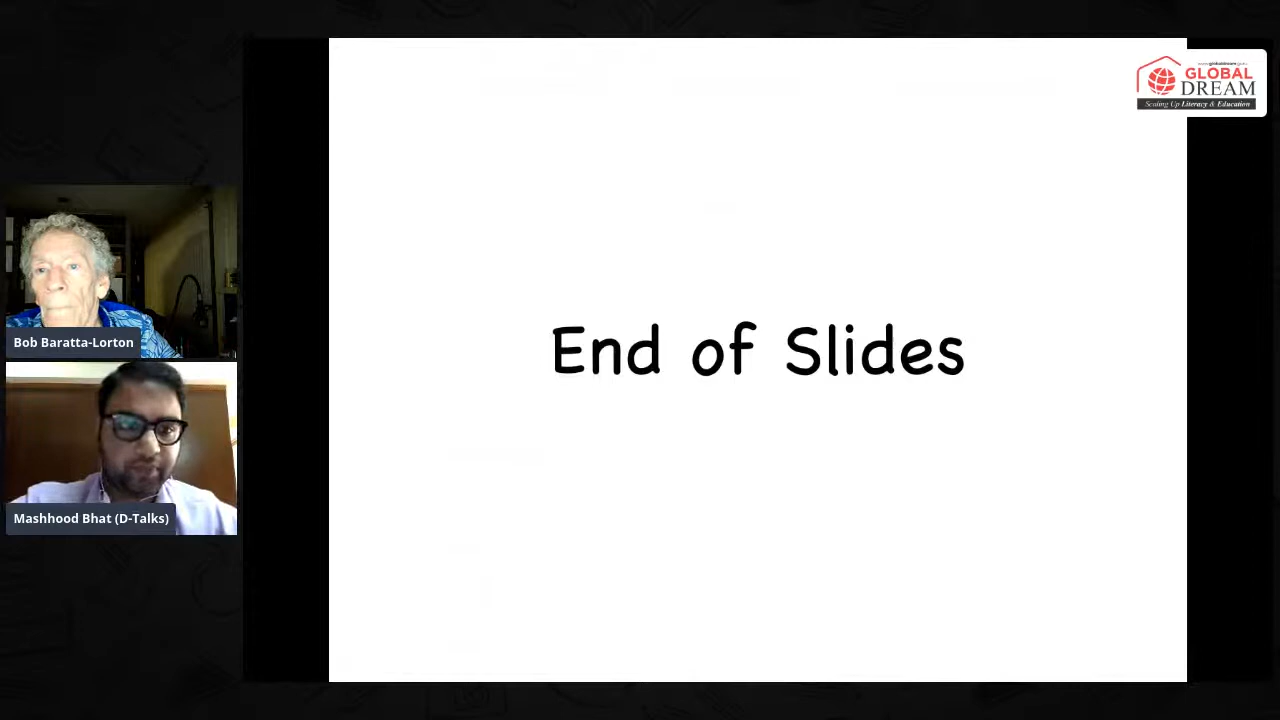 GLOBAL
DREAM
Scaling Up Literacy & Education
End of Slides
Bob Baratta-Lorton
Mashhood Bhat (D-Talks)